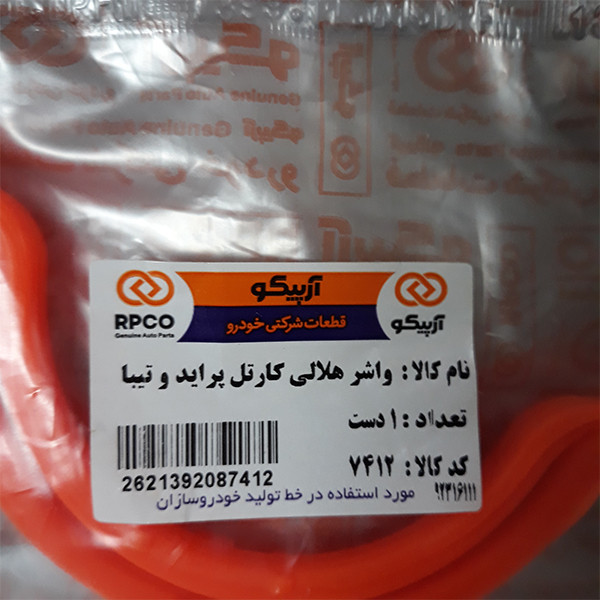 آرپیکو
قطعات شرکتی خودرو
RPCO
Genuine Auto Parts
آرپیکو
نام کالا: واشر هلالی کارتل پراید و تیبا
تعداد: ۱ دست
کد کالا: ۷۴۱۲
2621392087412
۹۲۳۱۶۱۱۱
مورد استفاده در خط تولید خودروسازان